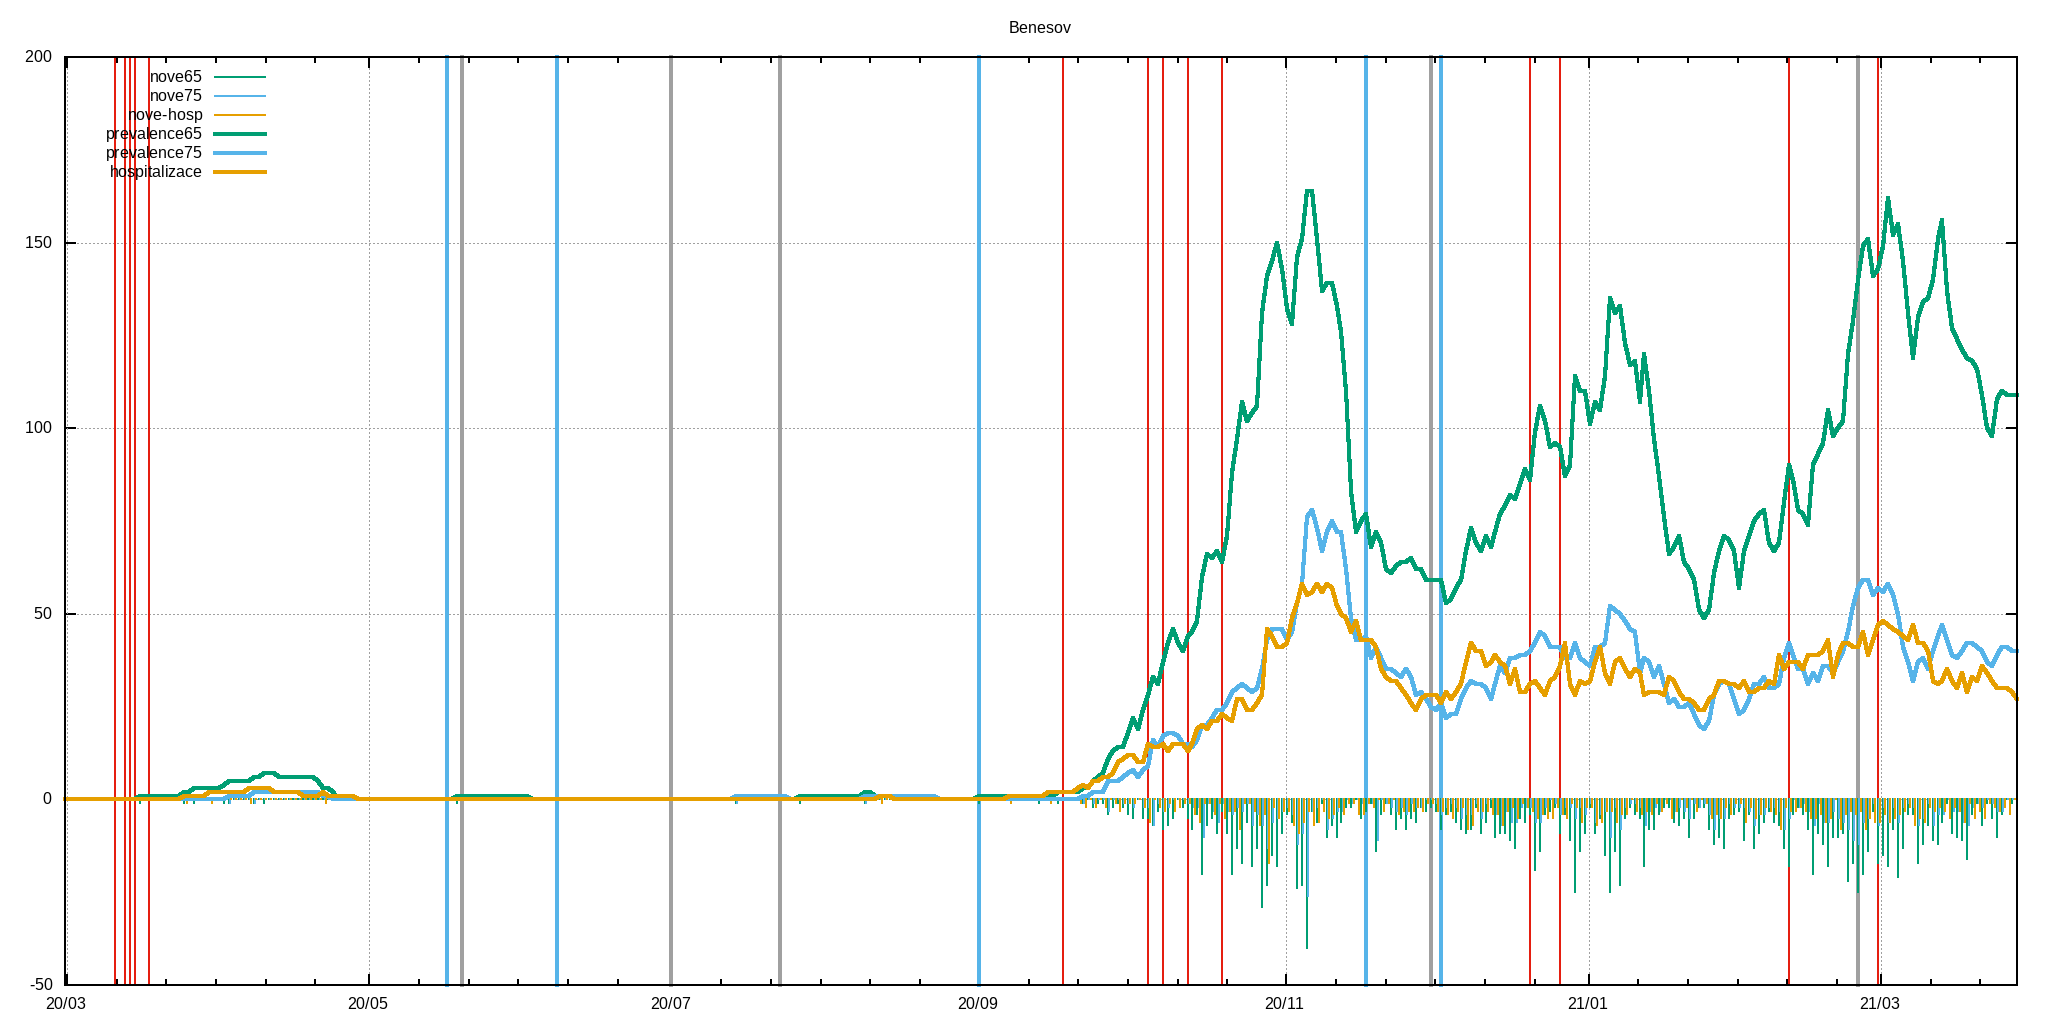 Benesov
200
nove65
nove75
nove-hosp
prevalence65
prevalence75
hospitalizace
150
100
50
0
-50
20/03 20/05 20/07 20/09 20/11 21/01 21/03